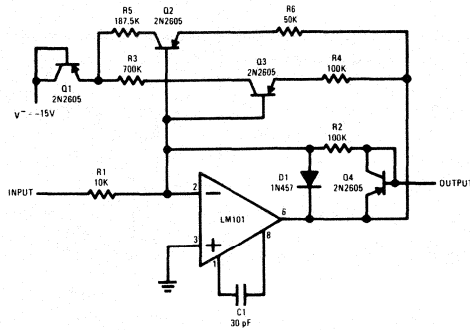 R5
187.5K
Q2
2N2605
R6
50K
Q1
2N2605
R3
700K
Q3
2N2605
R4
100K
V⁻ = -15V
R2
100K
INPUT
R1
10K
2
LM101
D1
1N457
Q4
2N2605
OUTPUT
6
8
3
1
C1
30 pF